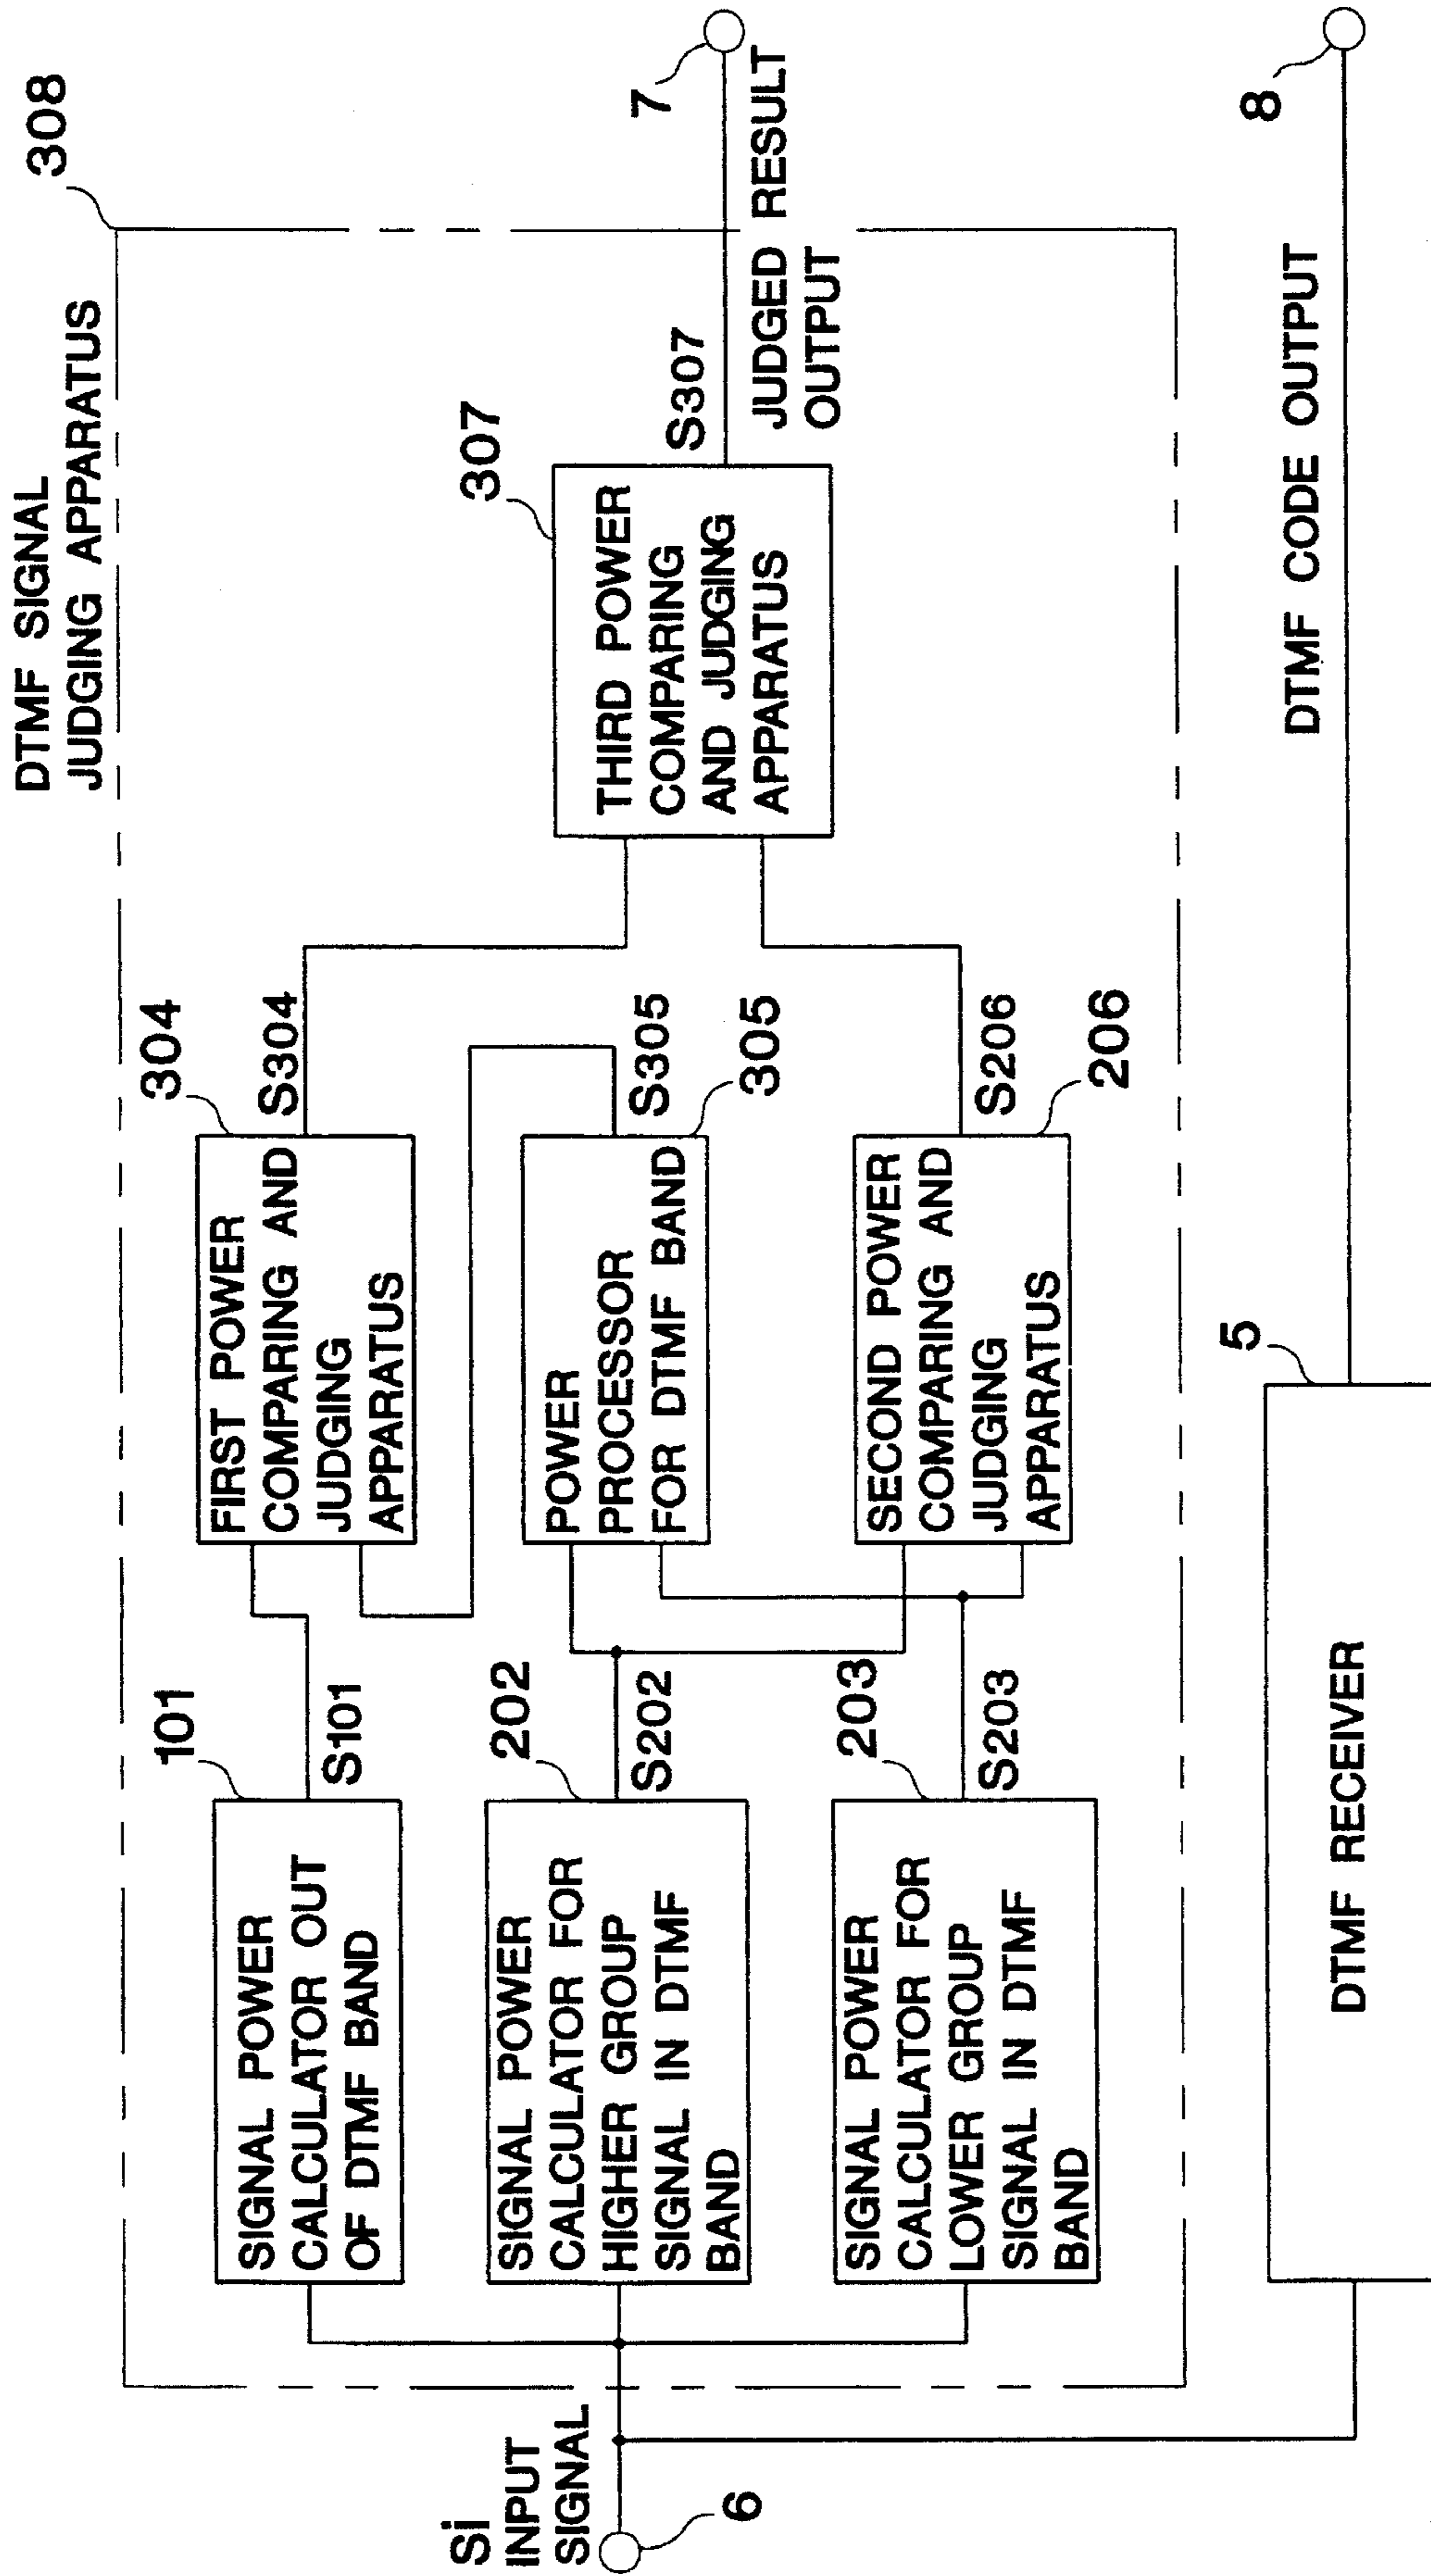 DTMF SIGNAL
JUDGING APPARATUS
308
Si
INPUT
SIGNAL
6
101
SIGNAL POWER
CALCULATOR OUT
OF DTMF BAND
S101
202
SIGNAL POWER
CALCULATOR FOR
HIGHER GROUP
SIGNAL IN DTMF
BAND
S202
203
SIGNAL POWER
CALCULATOR FOR
LOWER GROUP
SIGNAL IN DTMF
BAND
S203
304
FIRST POWER
COMPARING AND
JUDGING
APPARATUS
S304
POWER
PROCESSOR
FOR DTMF BAND
S305
305
SECOND POWER
COMPARING AND
JUDGING
APPARATUS
S206
206
307
THIRD POWER
COMPARING
AND JUDGING
APPARATUS
S307
7
JUDGED RESULT
OUTPUT
5
DTMF RECEIVER
DTMF CODE OUTPUT
8